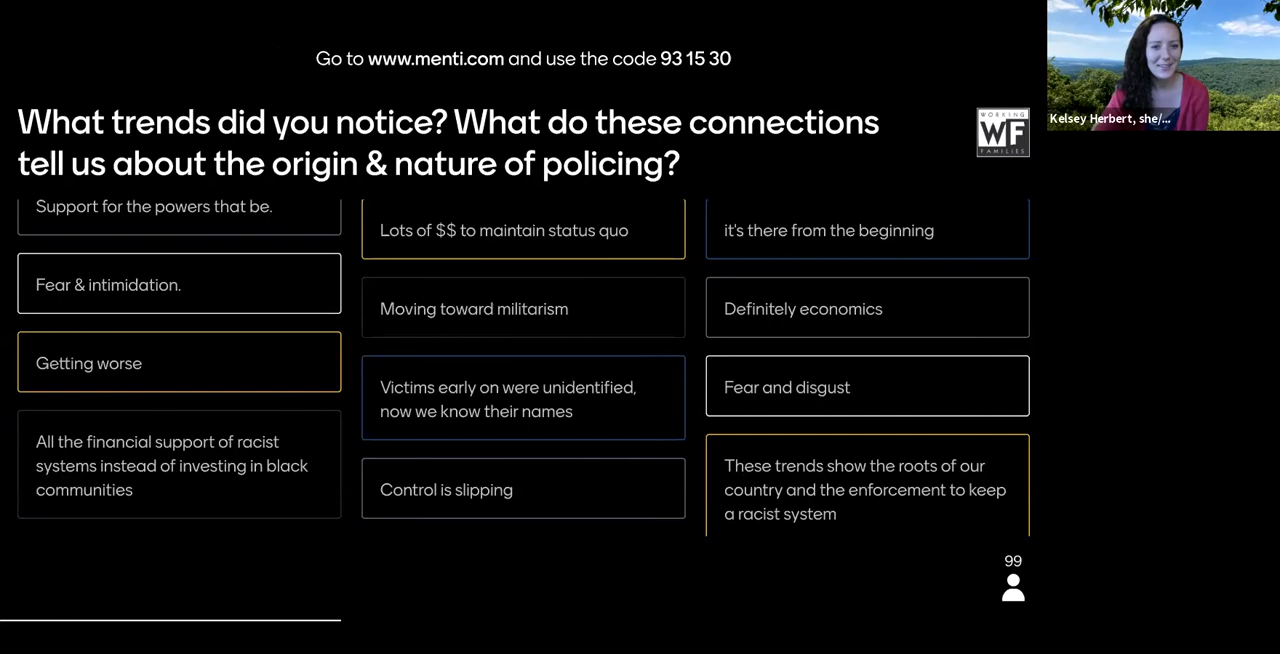 Go to www.menti.com and use the code 93 15 30
What trends did you notice? What do these connections
tell us about the origin & nature of policing?
WORKING
WF
FAMILIES
Kelsey Herbert, she/...
Support for the powers that be.
Fear & intimidation.
Getting worse
All the financial support of racist
systems instead of investing in black
communities
Lots of $$ to maintain status quo
Moving toward militarism
Victims early on were unidentified,
now we know their names
Control is slipping
it's there from the beginning
Definitely economics
Fear and disgust
These trends show the roots of our
country and the enforcement to keep
a racist system
99